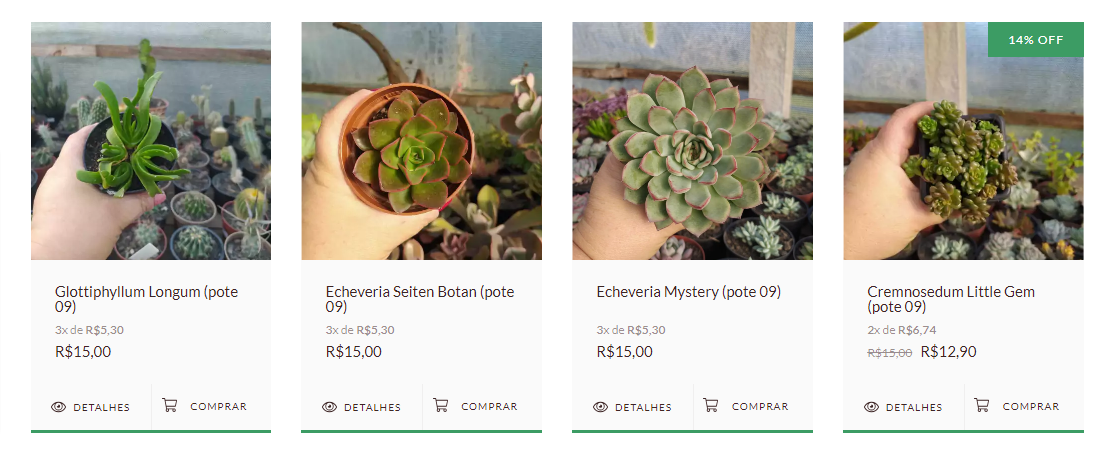 14% OFF
Glottiphyllum Longum (pote
09)
3x de R$5,30
R$15,00
DETALHES
COMPRAR
Echeveria Seiten Botan (pote
09)
3x de R$5,30
R$15,00
DETALHES
COMPRAR
Echeveria Mystery (pote 09)
3x de R$5,30
R$15,00
DETALHES
COMPRAR
Cremnosedum Little Gem
(pote 09)
2x de R$6,74
R$15,00 R$12,90
DETALHES
COMPRAR